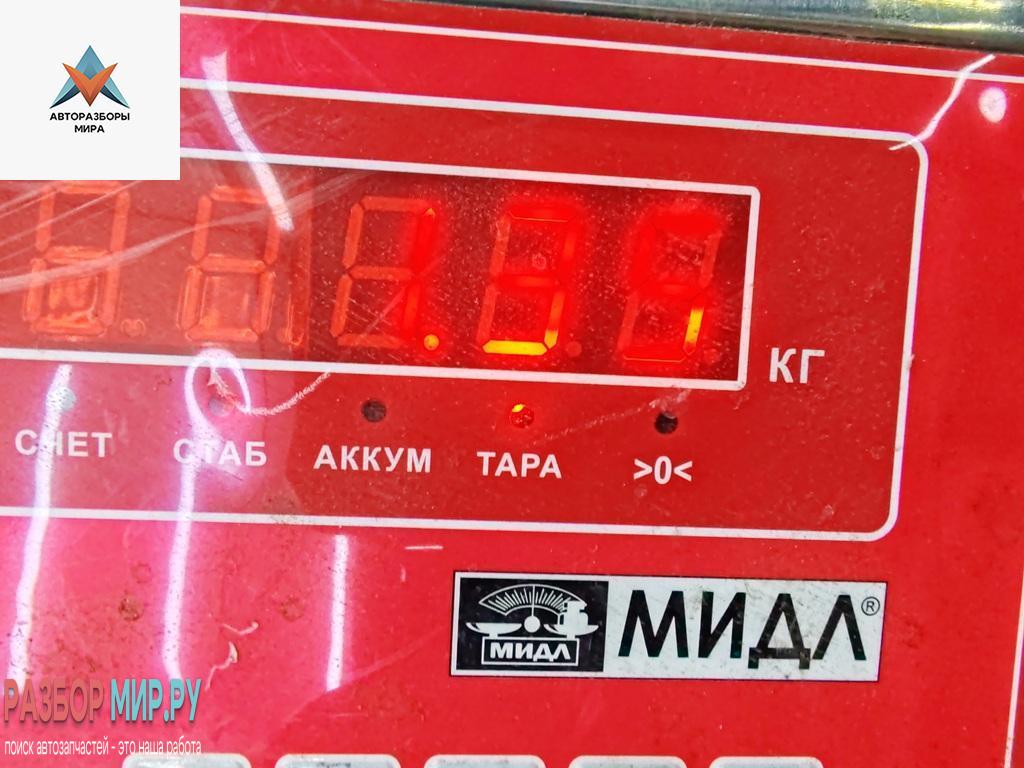 АВТОРАЗБОРЫ
МИРА
КГ
СЧЕТ СТАБ АККУМ ТАРА >0<
МИДЛ МИДЛ®
РАЗБОР МИР.РУ
поиск автозапчастей - это наша работа